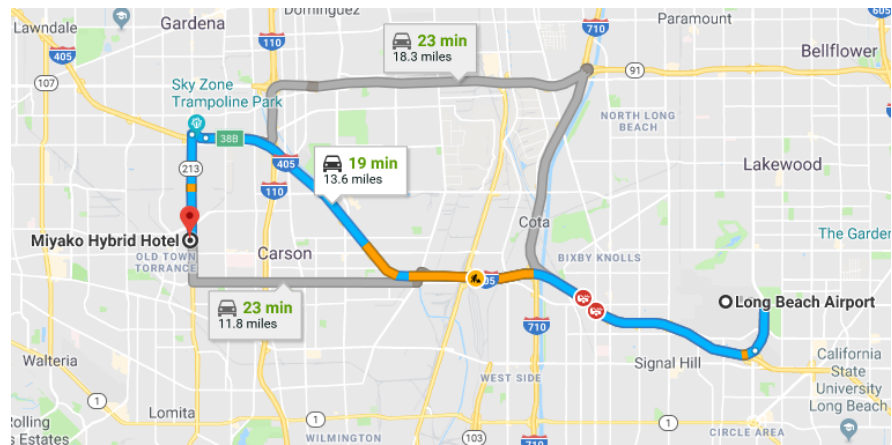 Lawndale
Gardena
Dominguez
Paramount
605
405
110
710
Bellflower
23 min
18.3 miles
91
107
Sky Zone
Trampoline Park
NORTH LONG
BEACH
38B
405
19 min
13.6 miles
Lakewood
213
110
Cota
Miyako Hybrid Hotel
Carson
OLD TOWN
TORRANCE
BIXBY KNOLLS
The Garden
05
23 min
11.8 miles
Long Beach Airport
710
Walteria
Signal Hill
California
State
University
Long Beach
WEST SIDE
1
Lomita
1
1
Rolling
s Estates
WILMINGTON
103
CIRCLE AREA